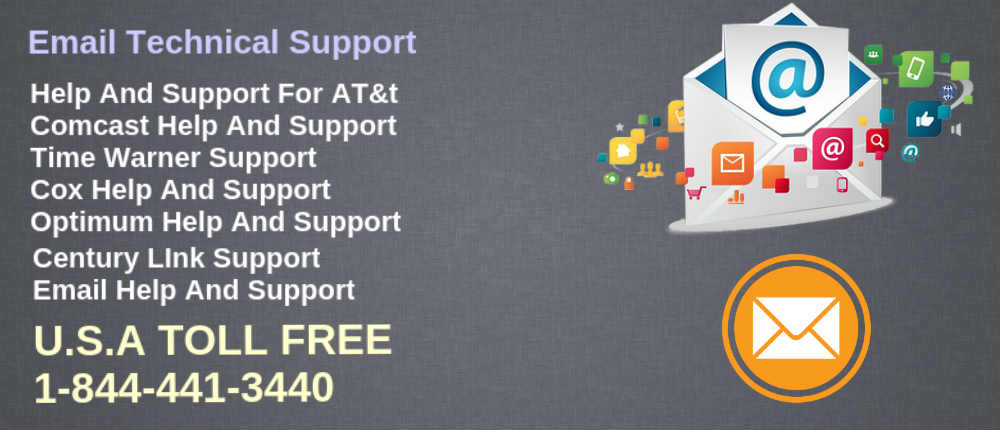 Email Technical Support
Help And Support For AT&t
Comcast Help And Support
Time Warner Support
Cox Help And Support
Optimum Help And Support
Century LInk Support
Email Help And Support
U.S.A TOLL FREE
1-844-441-3440